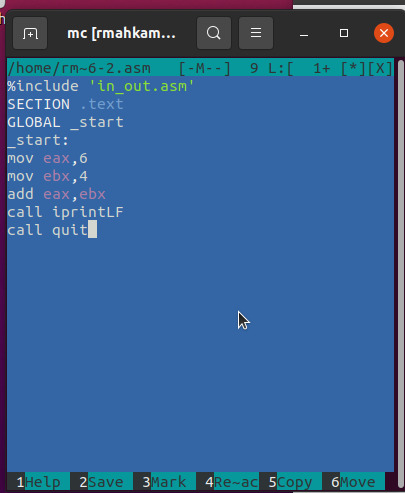 mc [rmahkam...
/home/rm~6-2.asm [-M--] 9 L:[ 1+ [*][X]
%include 'in_out.asm'
SECTION .text
GLOBAL _start
_start:
mov eax,6
mov ebx,4
add eax,ebx
call iprintLF
call quit
1Help 2Save 3Mark 4Re~ac 5Copy 6Move